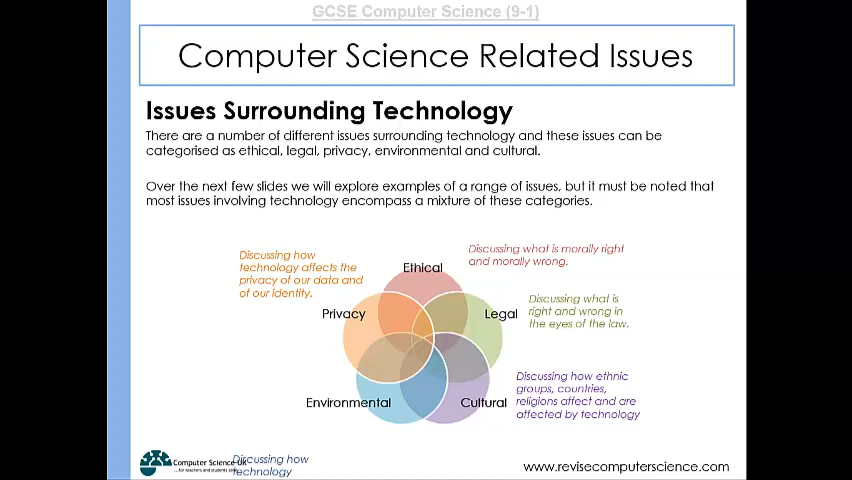 GCSE Computer Science (9-1)
Computer Science Related Issues
Issues Surrounding Technology
There are a number of different issues surrounding technology and these issues can be
categorised as ethical, legal, privacy, environmental and cultural.
Over the next few slides we will explore examples of a range of issues, but it must be noted that
most issues involving technology encompass a mixture of these categories.
Discussing how
technology affects the
privacy of our data and
of our identity.
Ethical
Discussing what is morally right
and morally wrong.
Privacy
Legal
Discussing what is
right and wrong in
the eyes of the law.
Environmental
Cultural
Discussing how ethnic
groups, countries,
religions affect and are
affected by technology
Computer Science UK
...for teachers and students alike
Discussing how
technology
www.revisecomputerscience.com